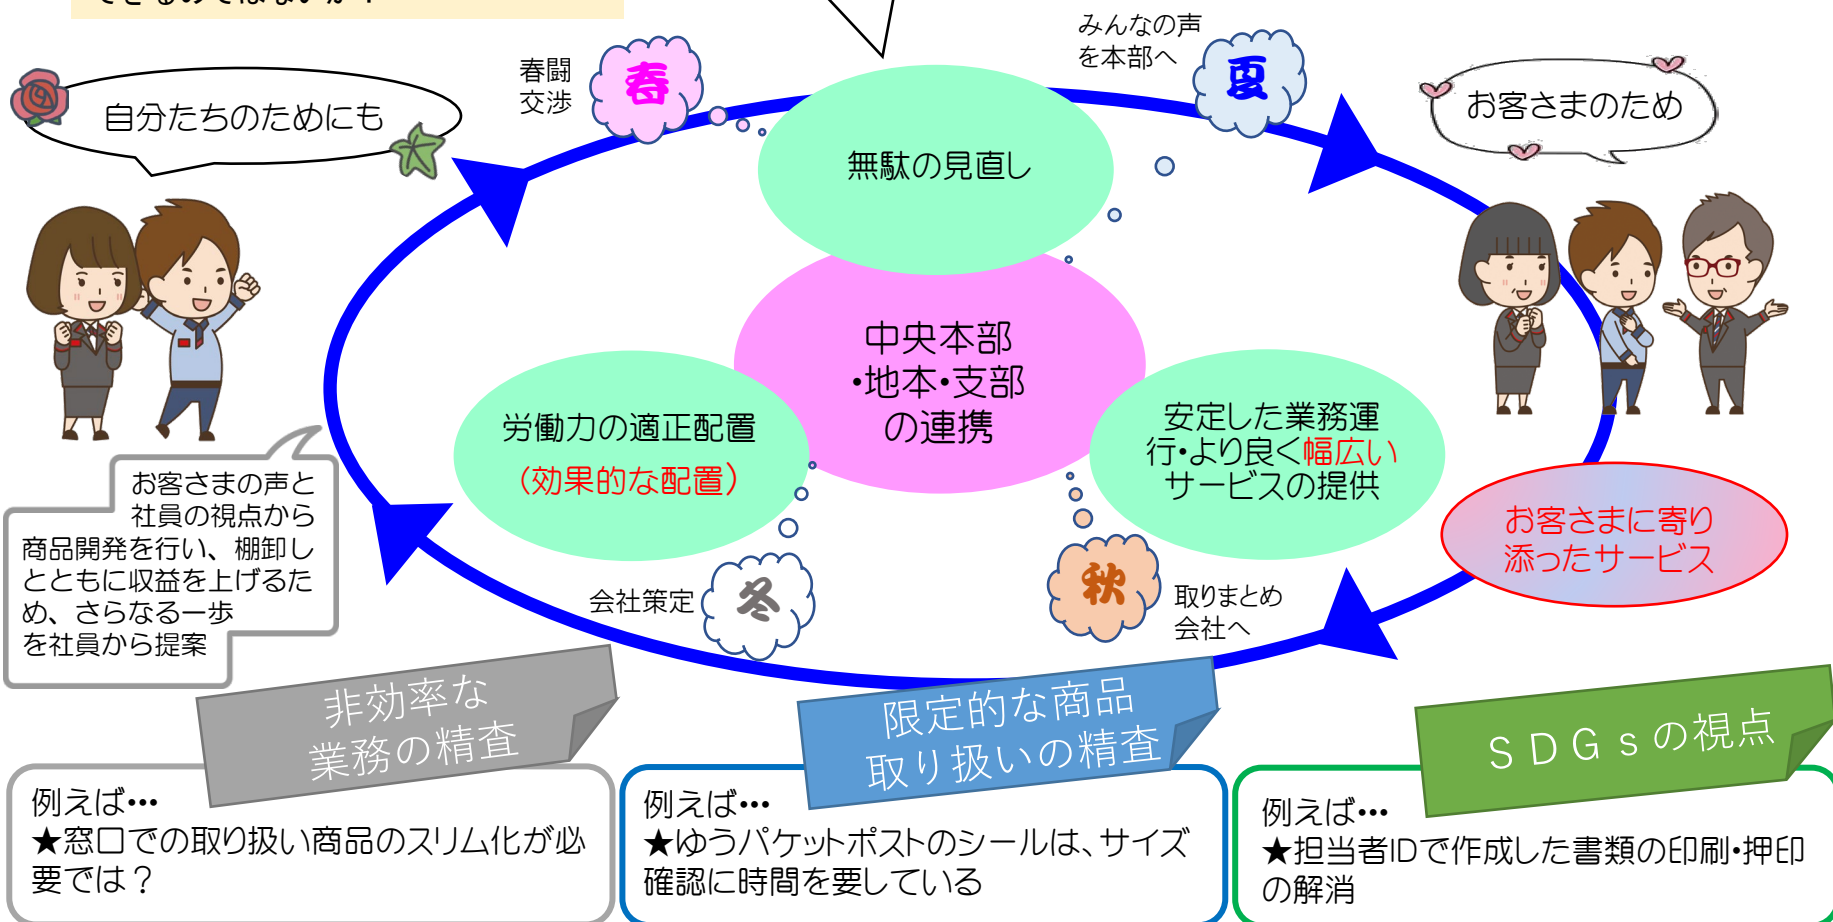 みんなの声
を本部へ
春闘
交渉
春
夏
自分たちのためにも
お客さまのため
無駄の見直し
中央本部
・地本・支部
の連携
労働力の適正配置
(効果的な配置)
安定した業務運
行・より良く幅広い
サービスの提供
お客さまの声と
社員の視点から
商品開発を行い、棚卸し
とともに収益を上げるた
め、さらなる一歩
を社員から提案
お客さまに寄り
添ったサービス
会社策定
冬
秋
取りまとめ
会社へ
非効率な
業務の精査
例えば…
★窓口での取り扱い商品のスリム化が必
要では？
限定的な商品
取り扱いの精査
例えば…
★ゆうパケットポストのシールは、サイズ
確認に時間を要している
ＳＤＧｓの視点
例えば…
★担当者IDで作成した書類の印刷・押印
の解消